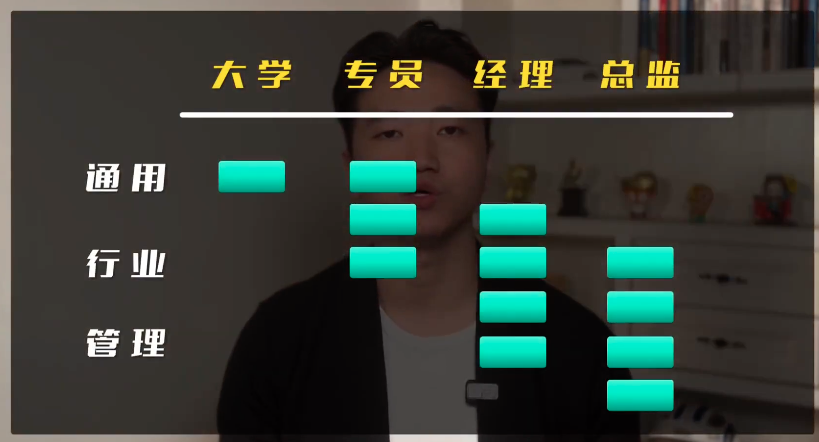 大学 专员 经理 总监
通用
行业
管理